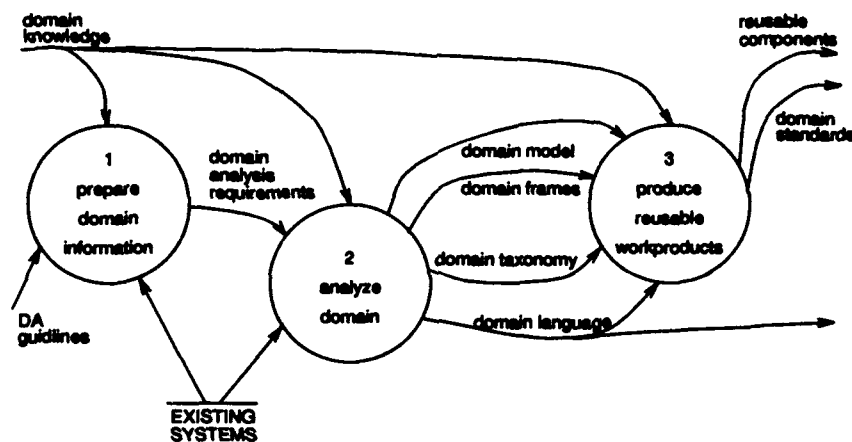 domain
knowledge
reusable
components
domain
standards
1
prepare
domain
information
domain
analysis
requirements
domain model
domain frames
3
produce
reusable
workproducts
2
analyze
domain
domain taxonomy
domain language
DA
guidlines
EXISTING
SYSTEMS